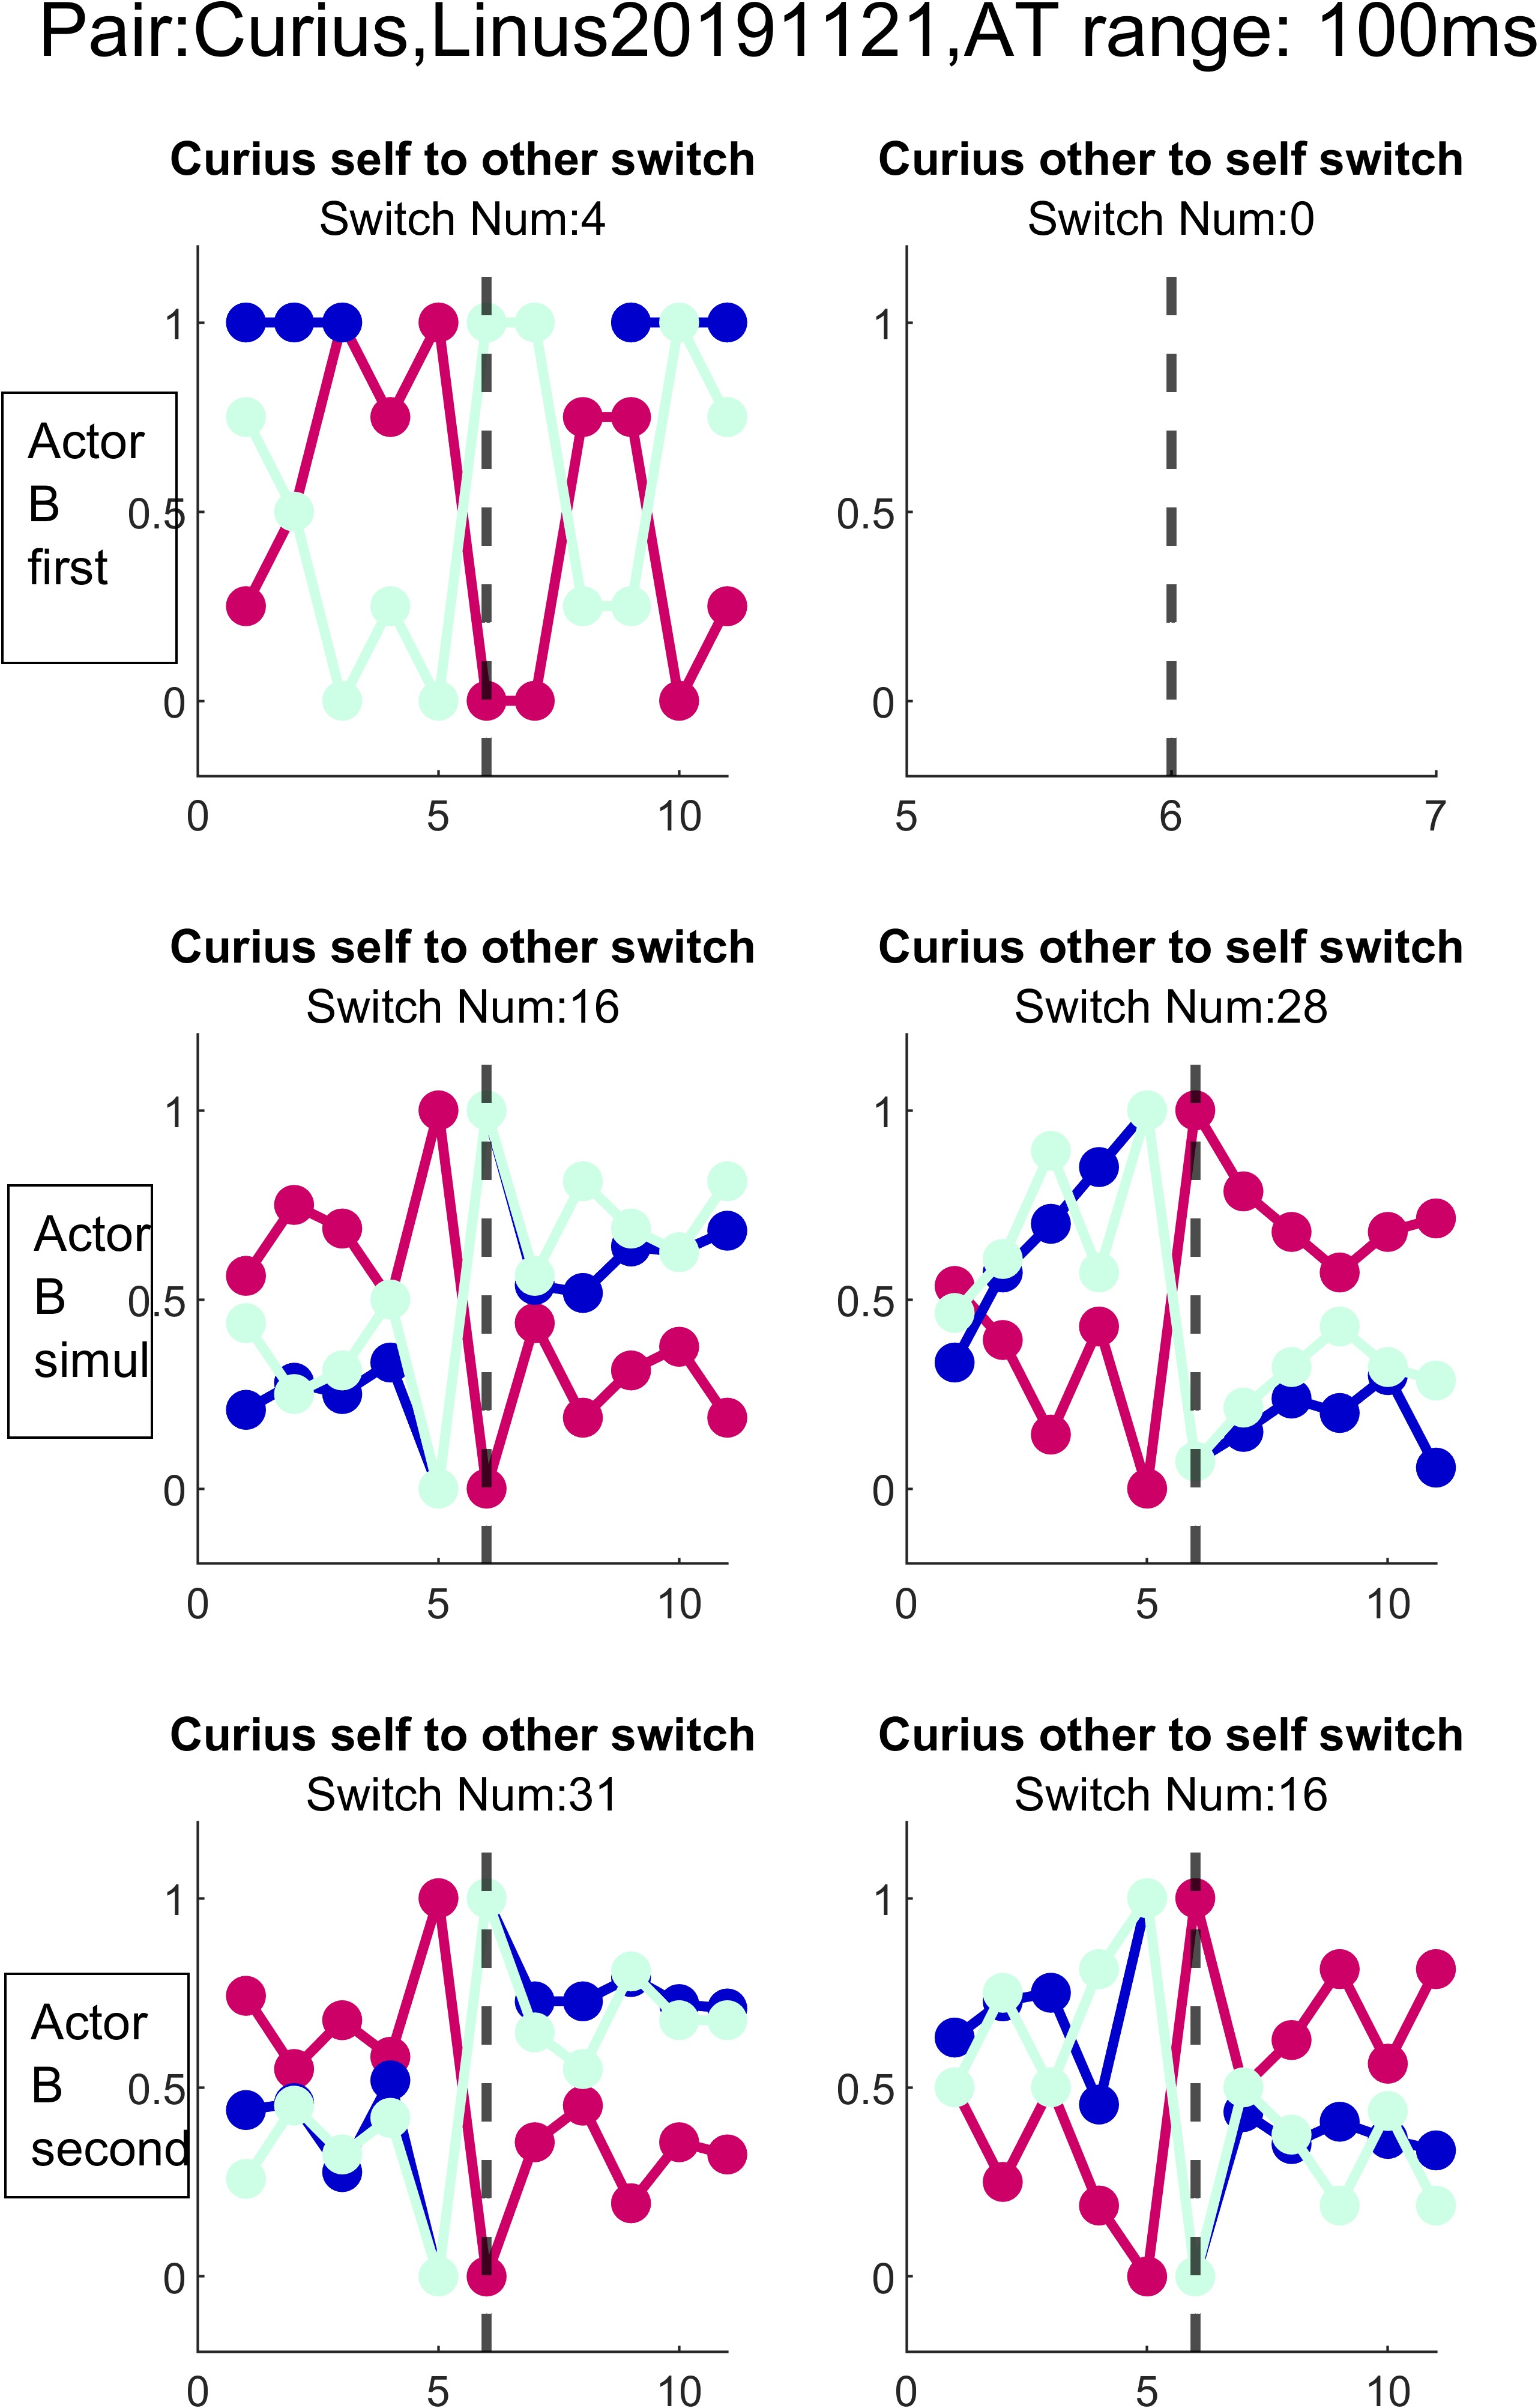 Pair:Curius,Linus20191121,AT range: 100ms
Curius self to other switch
Switch Num:4
Curius other to self switch
Switch Num:0
Actor
B
first
1
0.5
0
0 5 10
1
0.5
0
5 6 7
Curius self to other switch
Switch Num:16
Curius other to self switch
Switch Num:28
Actor
B
simul
1
0.5
0
0 5 10
1
0.5
0
0 5 10
Curius self to other switch
Switch Num:31
Curius other to self switch
Switch Num:16
Actor
B
second
1
0.5
0
0 5 10
1
0.5
0
0 5 10